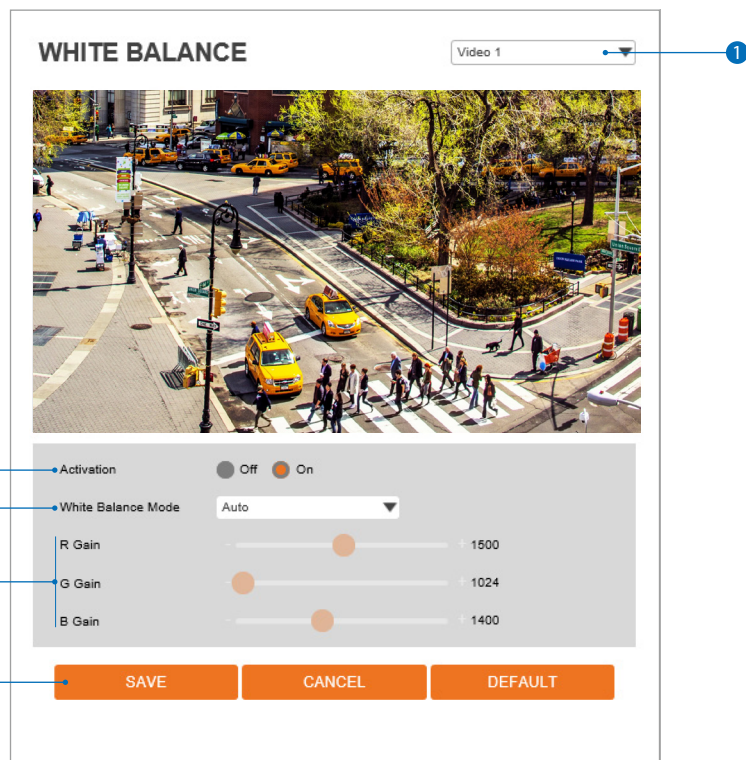 WHITE BALANCE
Video 1
1
Activation
Off
On
White Balance Mode
Auto
R Gain
- + 1500
G Gain
- + 1024
B Gain
- + 1400
SAVE
CANCEL
DEFAULT